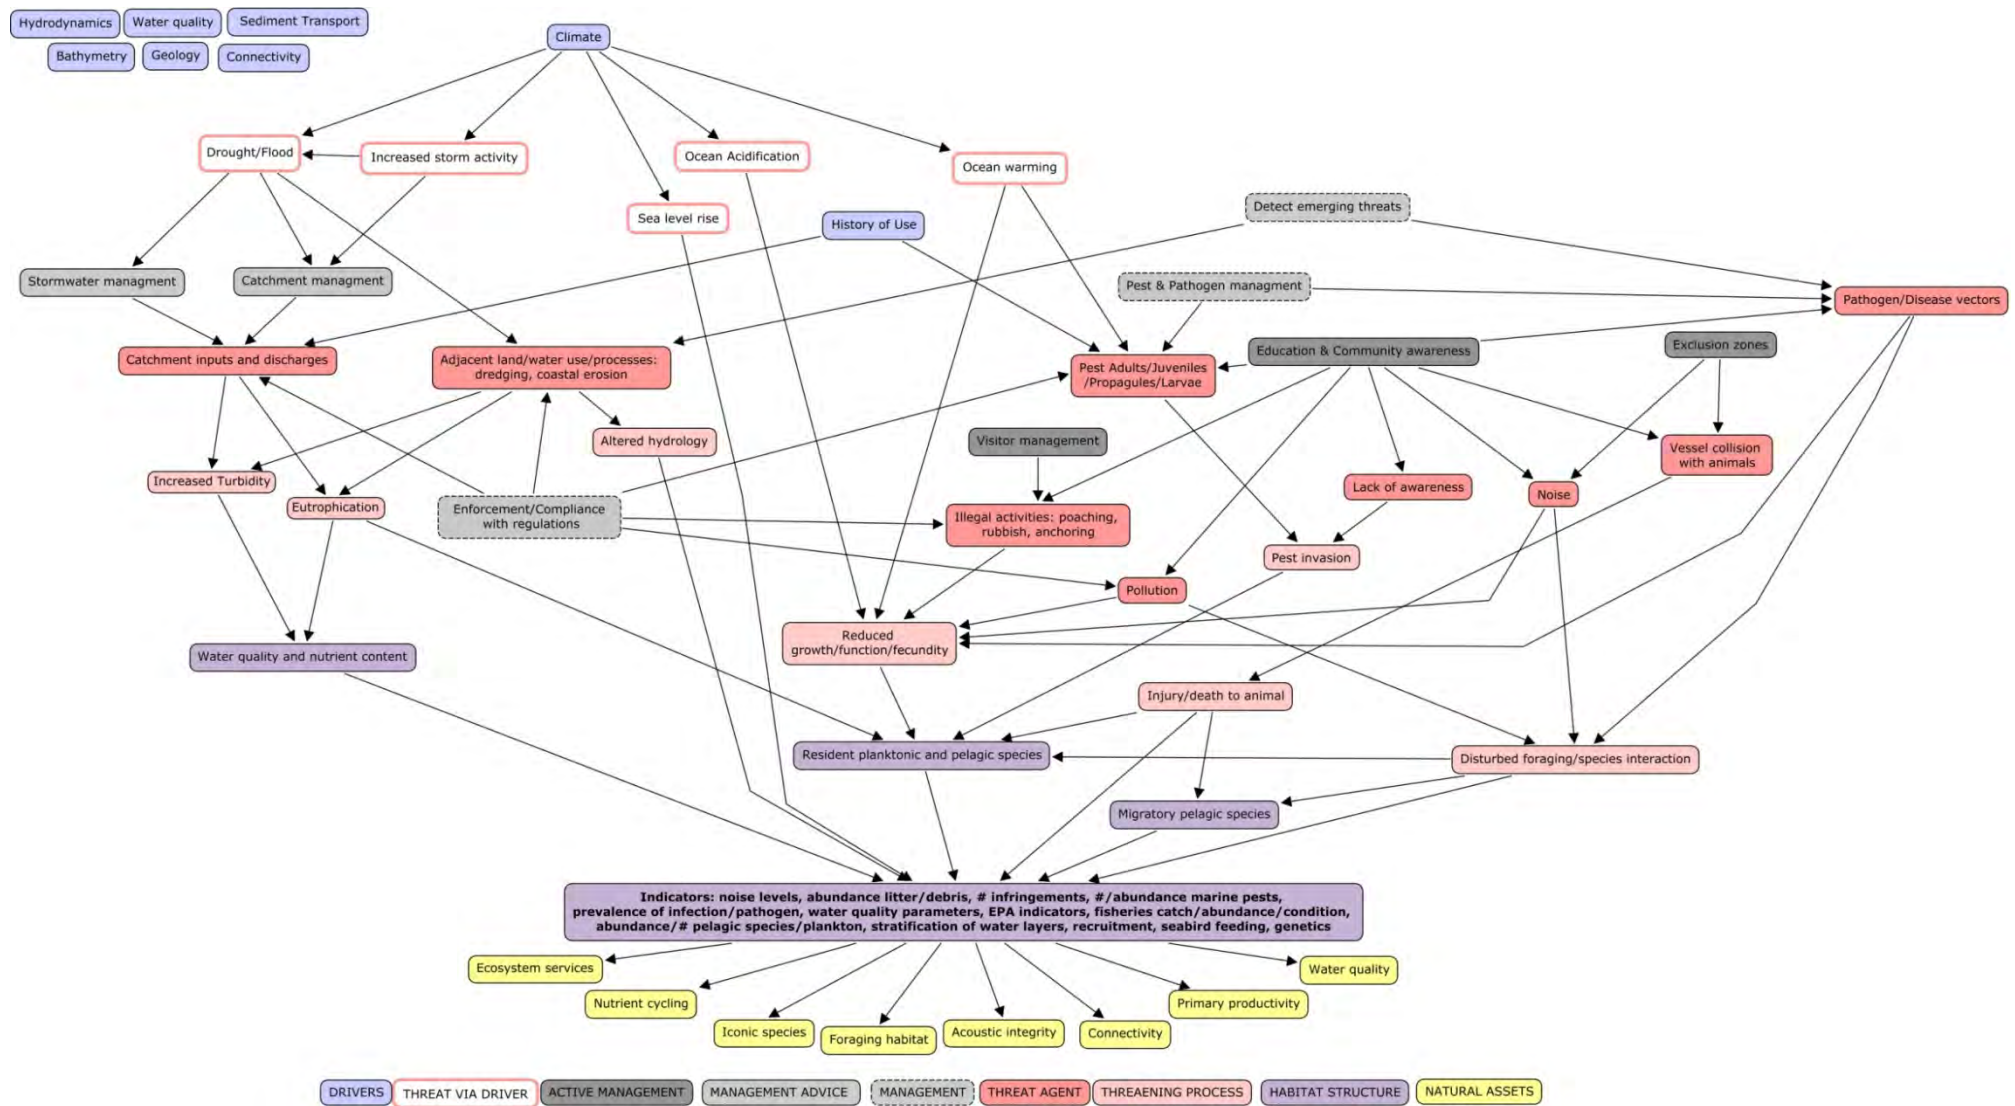 Hydrodynamics
Water quality
Sediment Transport
Bathymetry
Geology
Connectivity
Climate
Drought/Flood
Increased storm activity
Ocean Acidification
Ocean warming
Sea level rise
History of Use
Detect emerging threats
Stormwater managment
Catchment managment
Pest & Pathogen managment
Pathogen/Disease vectors
Catchment inputs and discharges
Adjacent land/water use/processes:
dredging, coastal erosion
Pest Adults/Juveniles
/Propagules/Larvae
Education & Community awareness
Exclusion zones
Altered hydrology
Visitor management
Vessel collision
with animals
Increased Turbidity
Eutrophication
Enforcement/Compliance
with regulations
Illegal activities: poaching,
rubbish, anchoring
Lack of awareness
Noise
Pest invasion
Pollution
Water quality and nutrient content
Reduced
growth/function/fecundity
Injury/death to animal
Resident planktonic and pelagic species
Disturbed foraging/species interaction
Migratory pelagic species
Indicators: noise levels, abundance litter/debris, # infringements, #/abundance marine pests,
prevalence of infection/pathogen, water quality parameters, EPA indicators, fisheries catch/abundance/condition,
abundance/# pelagic species/plankton, stratification of water layers, recruitment, seabird feeding, genetics
Ecosystem services
Water quality
Nutrient cycling
Primary productivity
Iconic species
Foraging habitat
Acoustic integrity
Connectivity
DRIVERS
THREAT VIA DRIVER
ACTIVE MANAGEMENT
MANAGEMENT ADVICE
MANAGEMENT
THREAT AGENT
THREAENING PROCESS
HABITAT STRUCTURE
NATURAL ASSETS